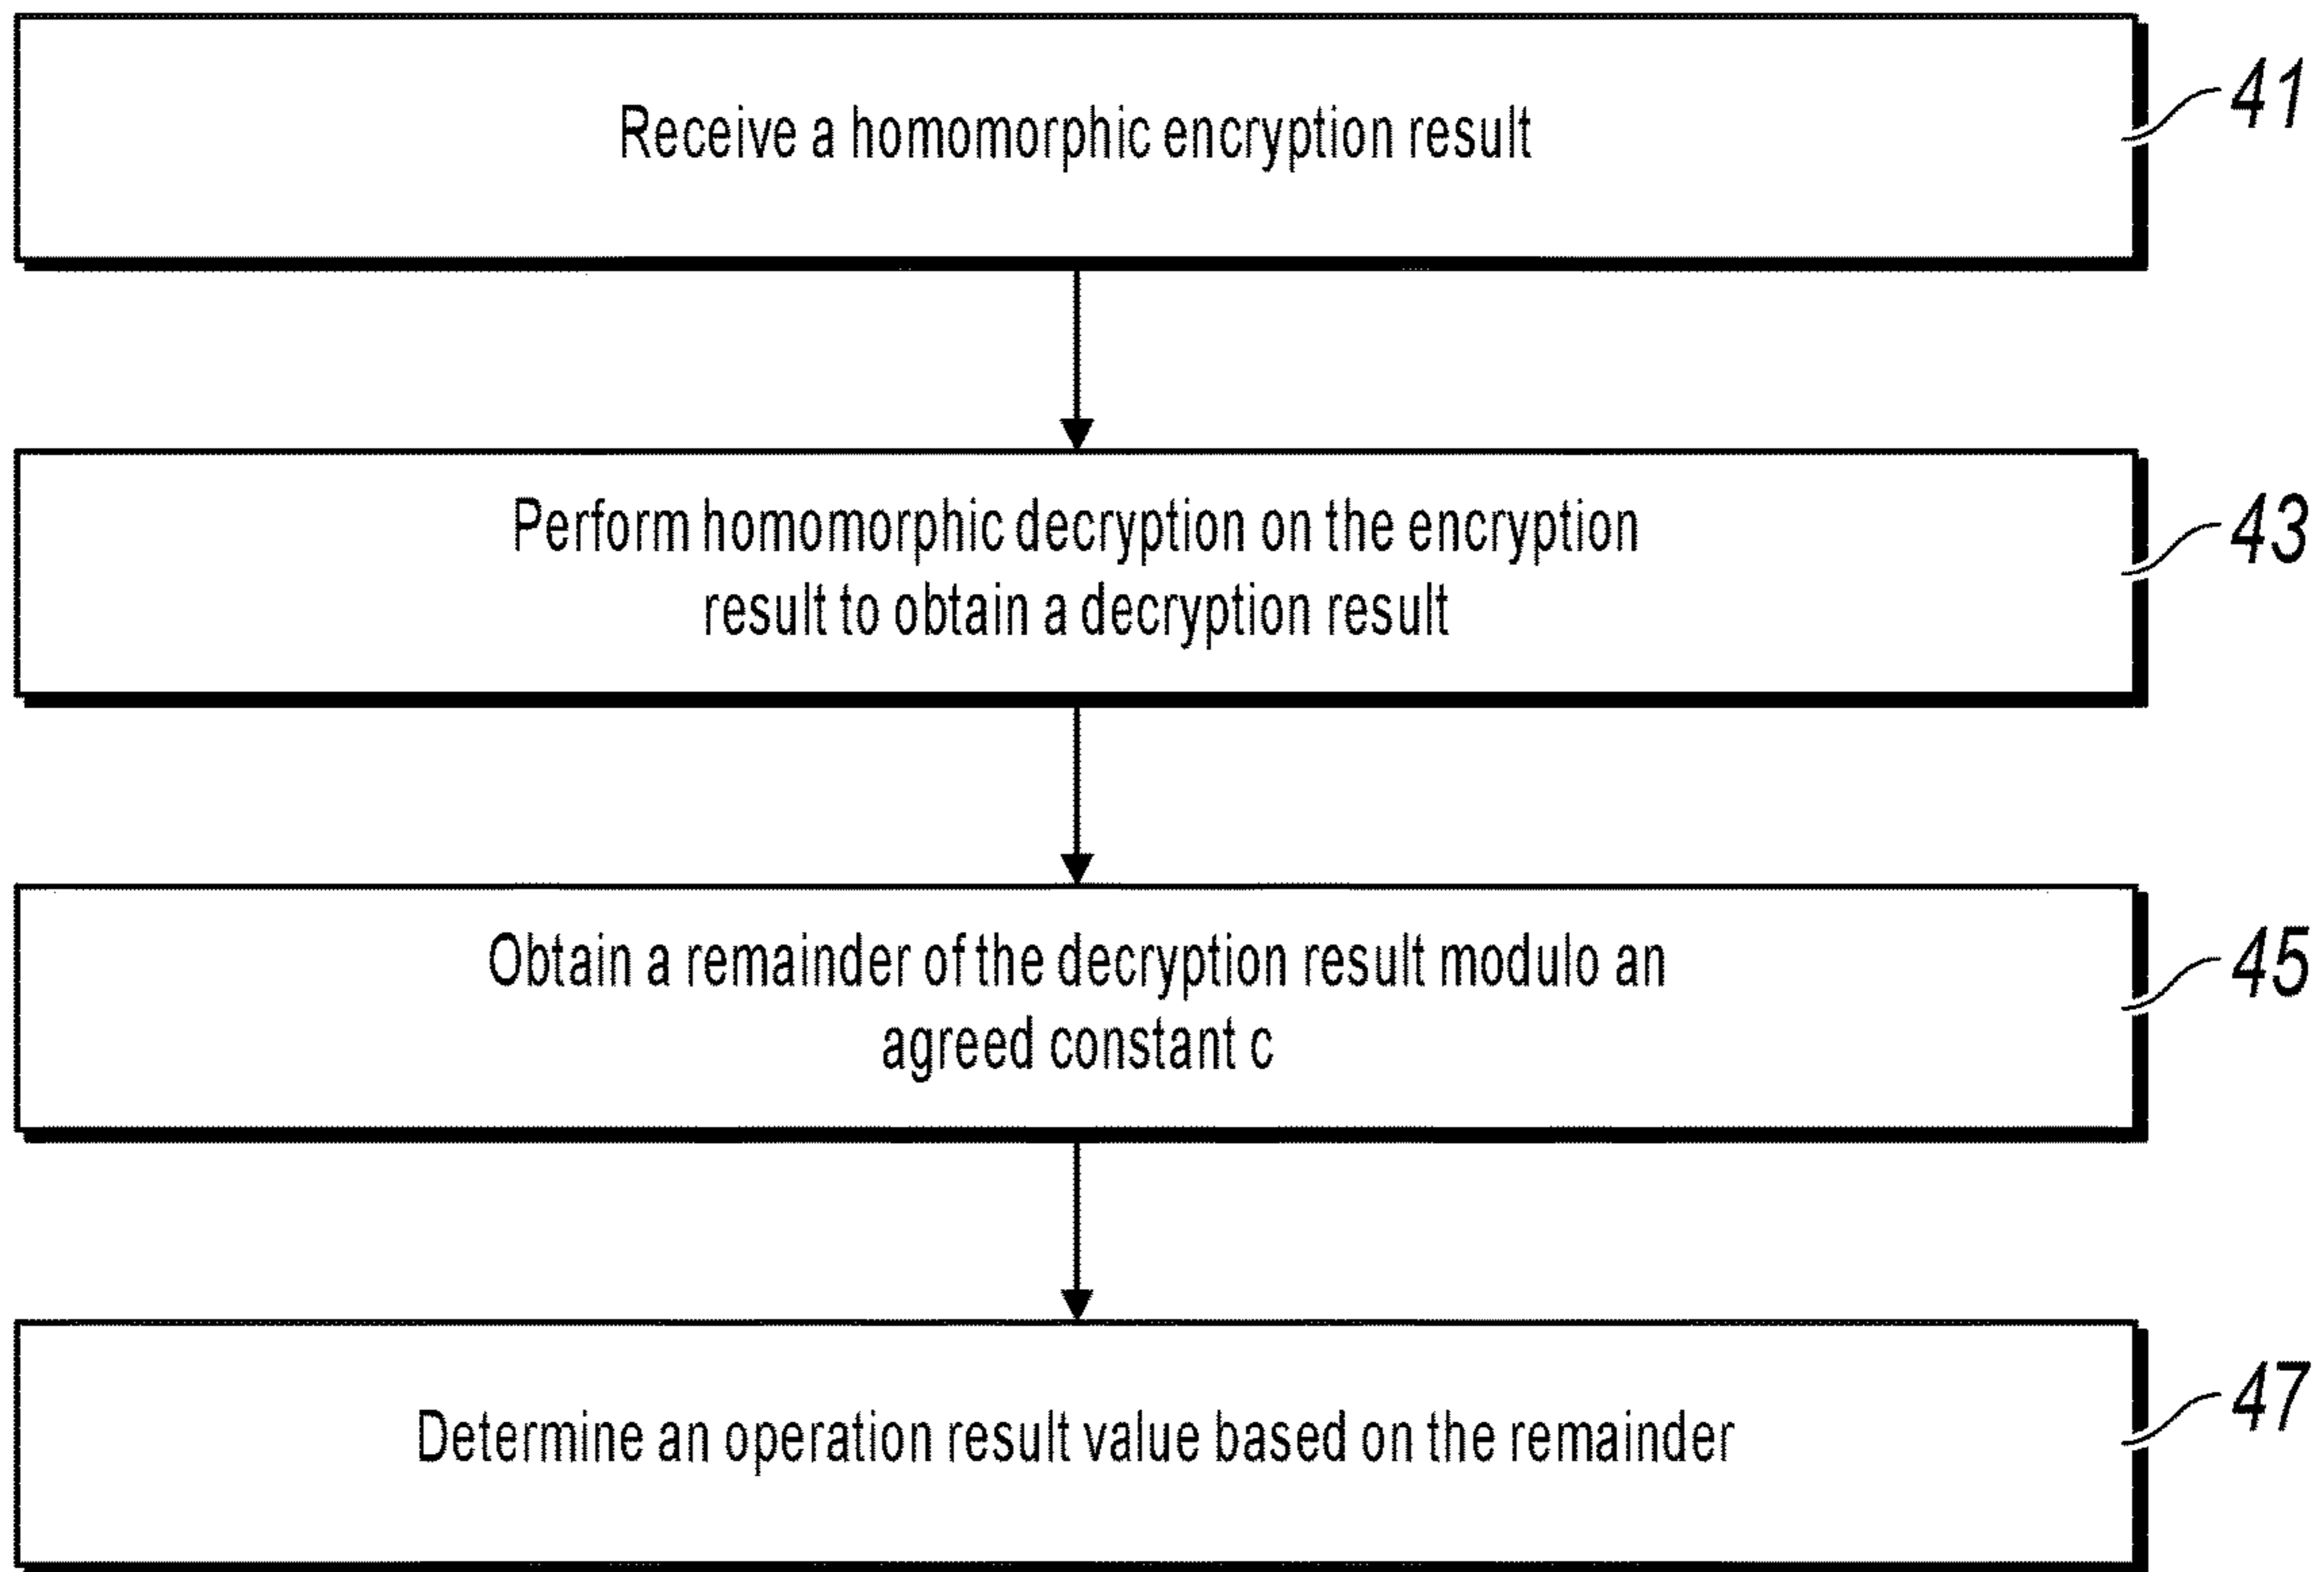 Receive a homomorphic encryption result
41
Perform homomorphic decryption on the encryption
result to obtain a decryption result
43
Obtain a remainder of the decryption result modulo an
agreed constant c
45
Determine an operation result value based on the remainder
47